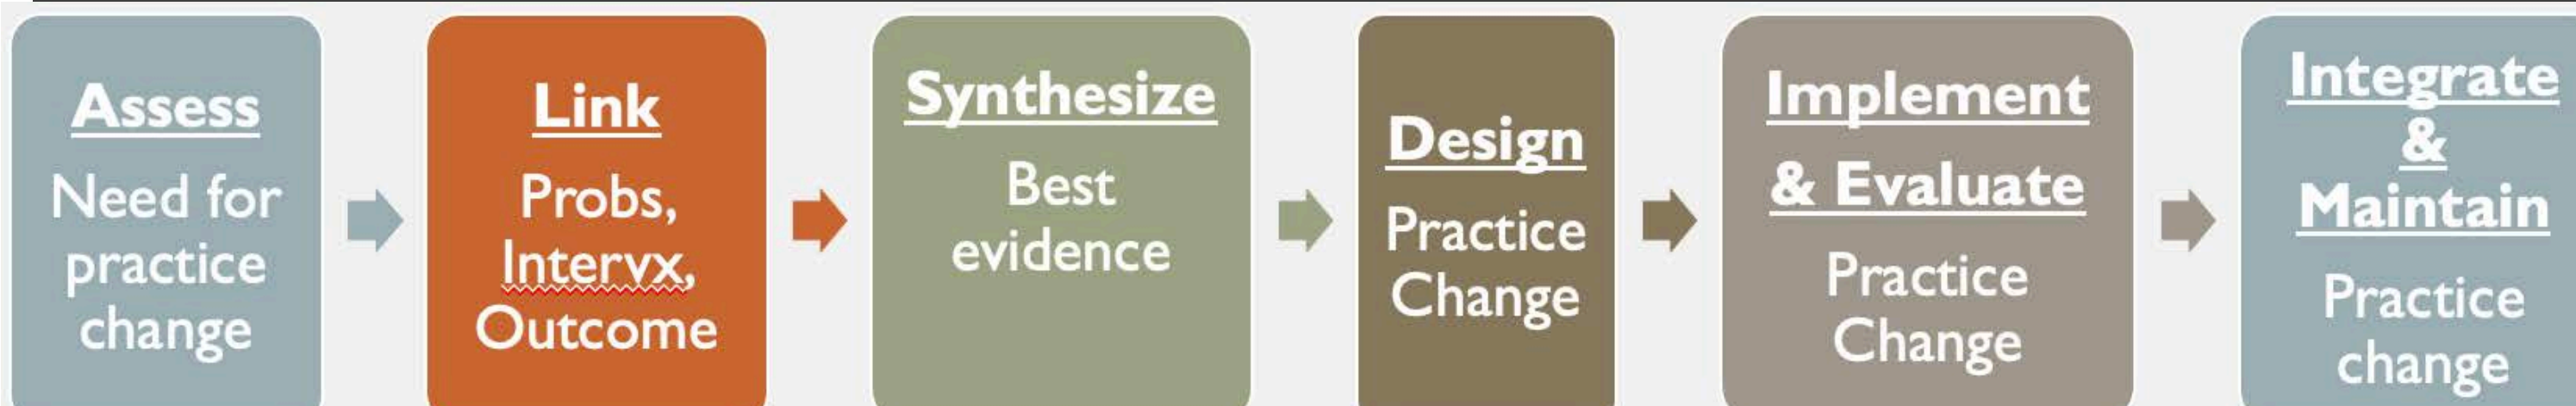 Assess
Need for
practice
change
Link
Probs,
Intervx,
Outcome
Synthesize
Best
evidence
Design
Practice
Change
Implement
& Evaluate
Practice
Change
Integrate
&
Maintain
Practice
change